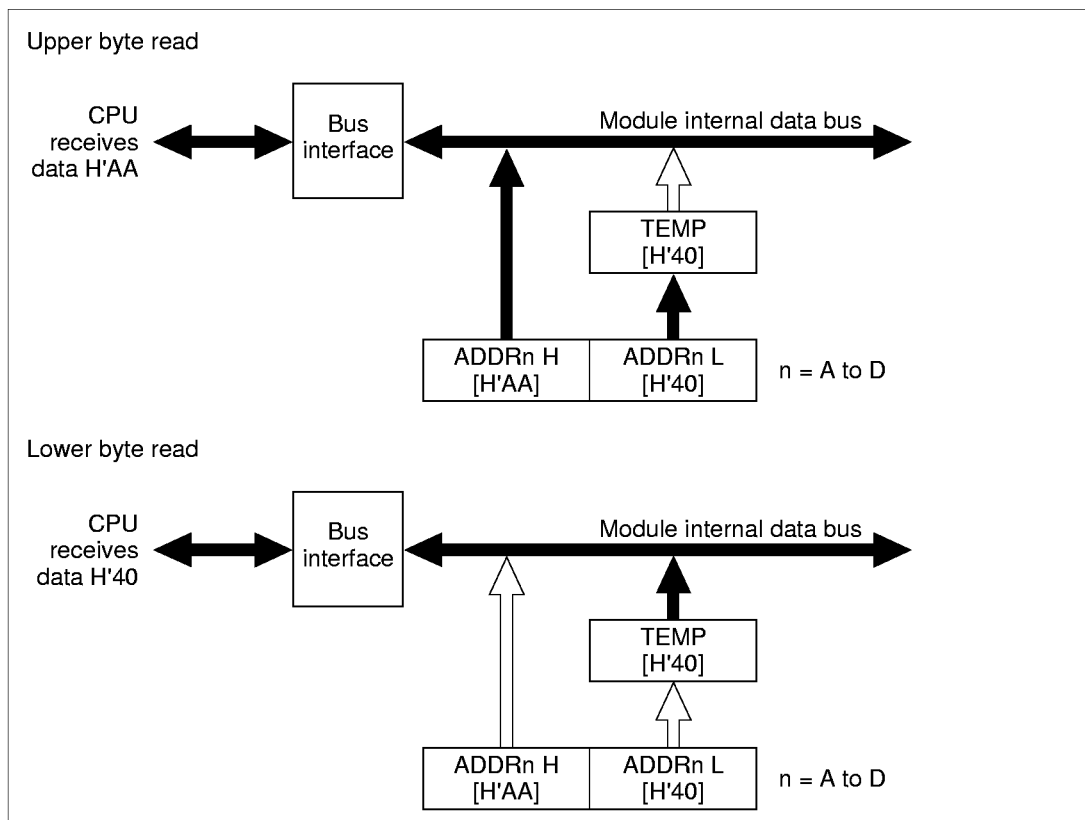 Upper byte read
CPU
receives
data H'AA
Bus
interface
Module internal data bus
TEMP
[H'40]
ADDRn H
[H'AA]
ADDRn L
[H'40]
n = A to D
Lower byte read
CPU
receives
data H'40
Bus
interface
Module internal data bus
TEMP
[H'40]
ADDRn H
[H'AA]
ADDRn L
[H'40]
n = A to D